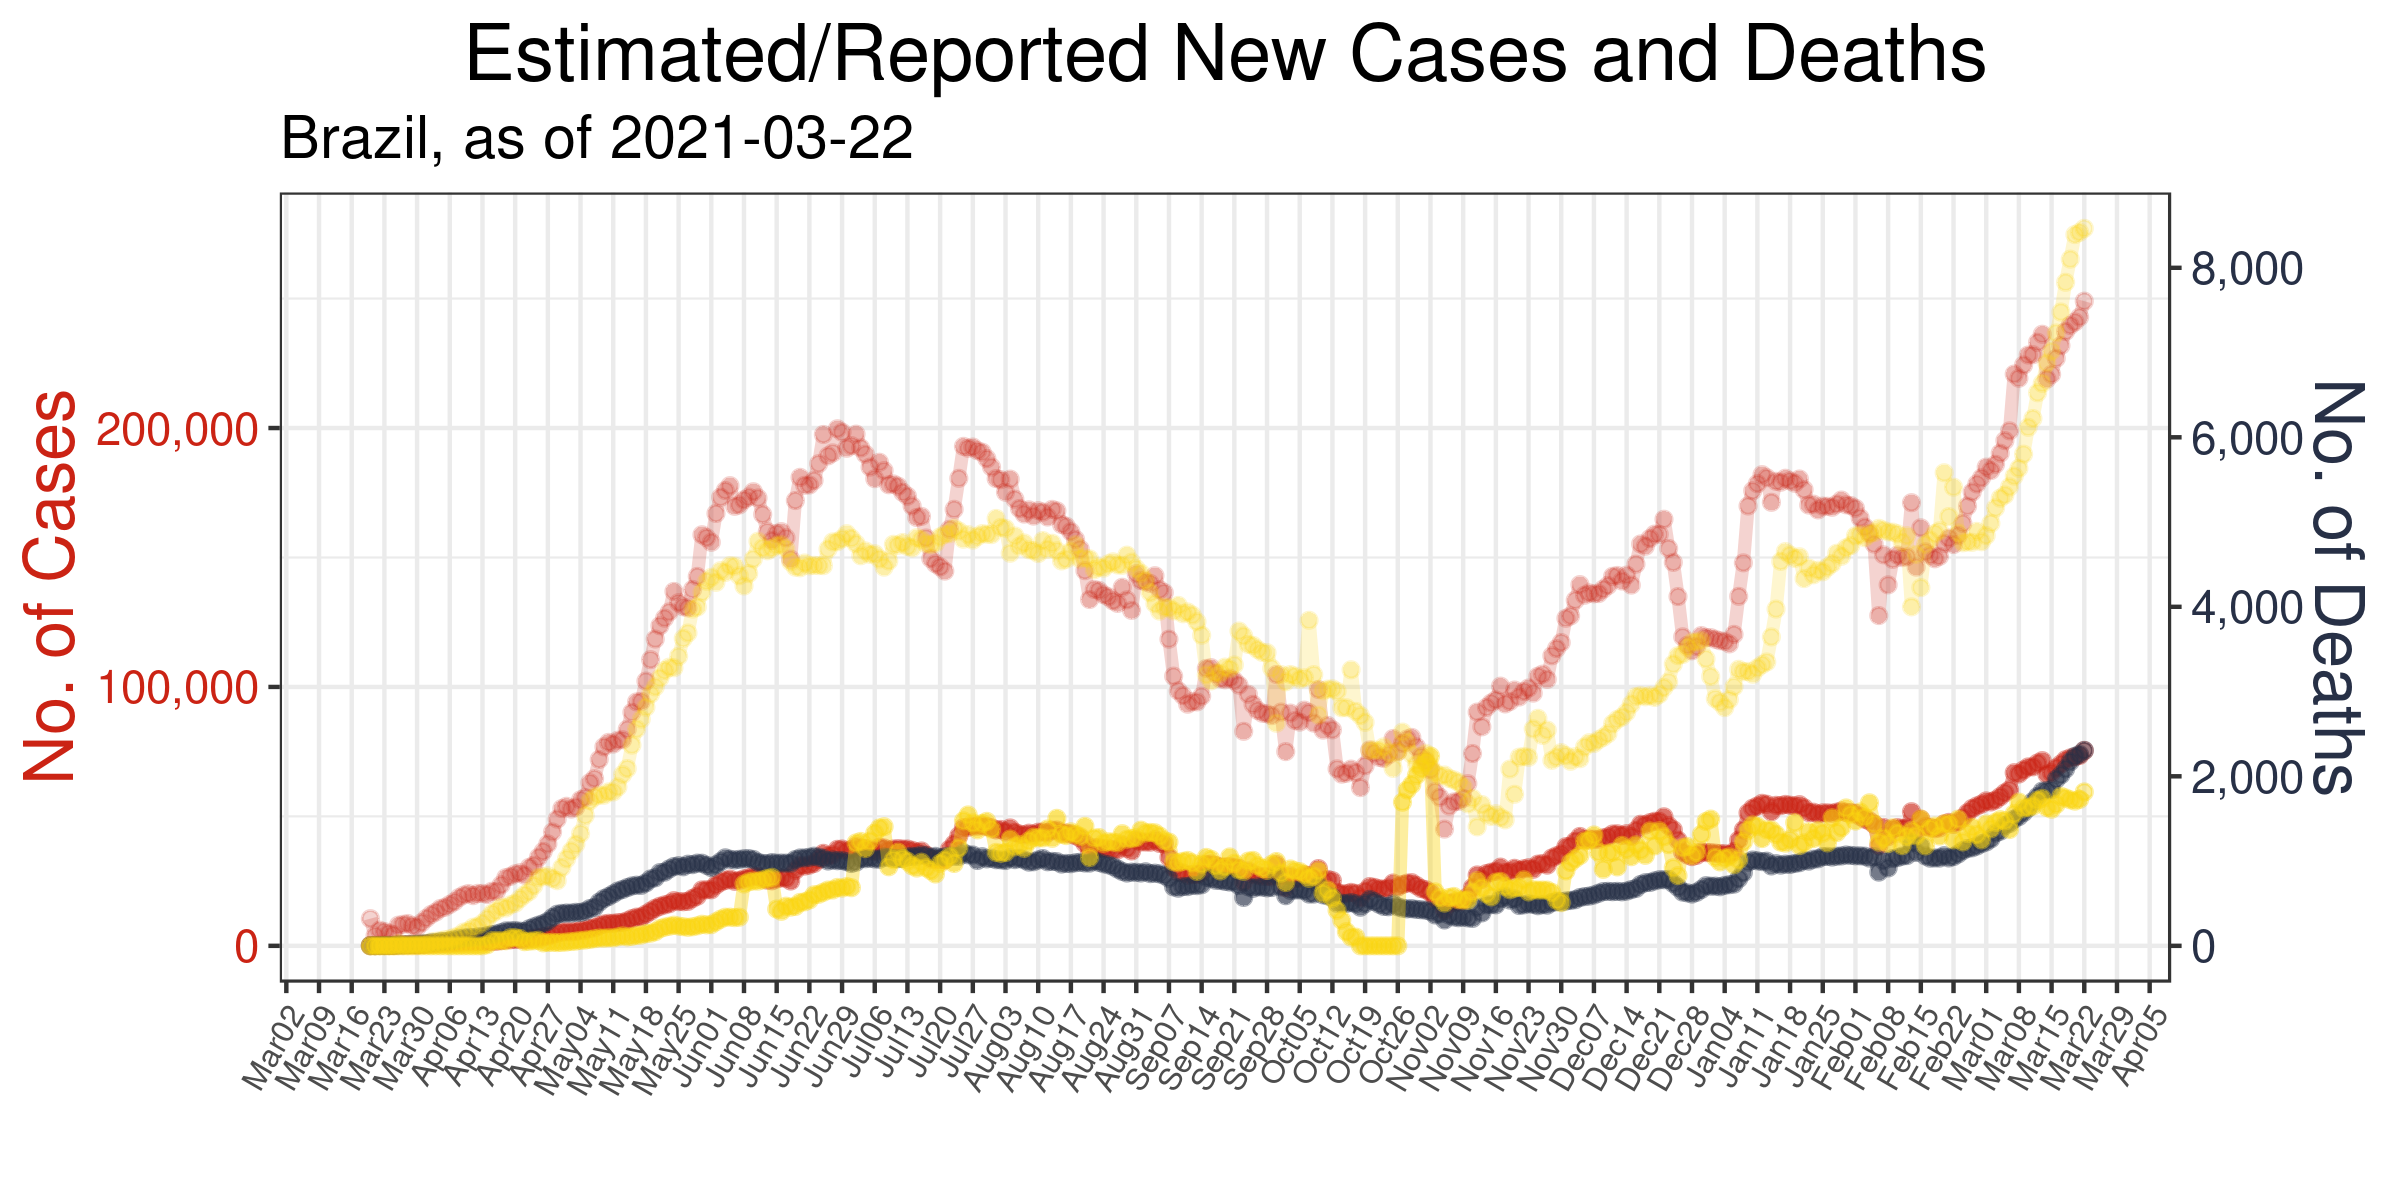 Estimated/Reported New Cases and Deaths
Brazil, as of 2021-03-22
No. of Cases
200,000
100,000
0
8,000
6,000
4,000
2,000
0
No. of Deaths
Mar02 Mar09 Mar16 Mar23 Mar30 Apr06 Apr13 Apr20 Apr27 May04 May11 May18 May25 Jun01 Jun08 Jun15 Jun22 Jun29 Jul06 Jul13 Jul20 Jul27 Aug03 Aug10 Aug17 Aug24 Aug31 Sep07 Sep14 Sep21 Sep28 Oct05 Oct12 Oct19 Oct26 Nov02 Nov09 Nov16 Nov23 Nov30 Dec07 Dec14 Dec21 Dec28 Jan04 Jan11 Jan18 Jan25 Feb01 Feb08 Feb15 Feb22 Mar01 Mar08 Mar15 Mar22 Mar29 Apr05